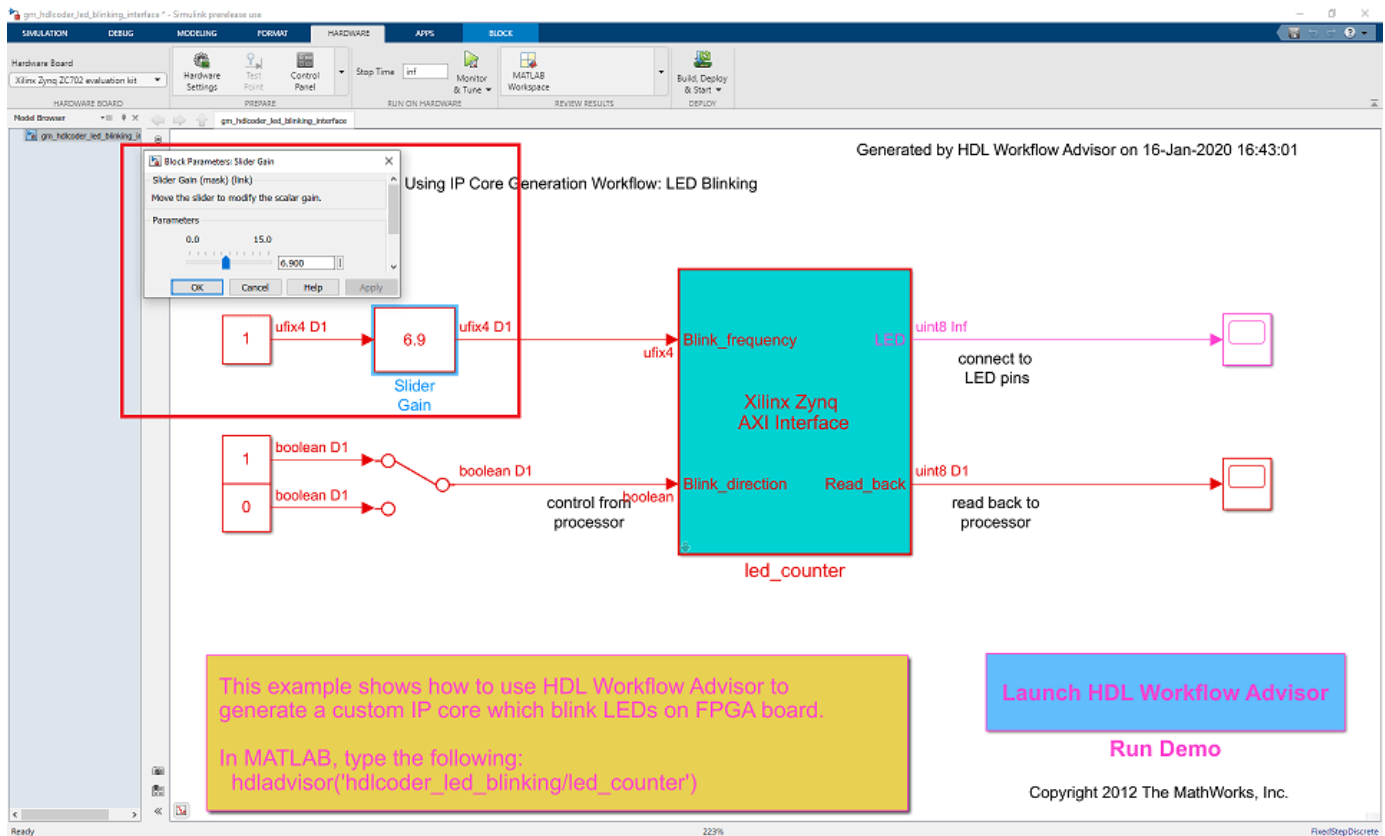 gm_hdlcoder_led_blinking_interface * - Simulink prerelease use
SIMULATION DEBUG MODELING FORMAT HARDWARE APPS BLOCK
Hardware Board
Xilinx Zynq ZC702 evaluation kit
Hardware Settings
Test Point
Control Panel
Stop Time inf
Monitor & Tune
MATLAB Workspace
Build, Deploy & Start
HARDWARE BOARD PREPARE RUN ON HARDWARE REVIEW RESULTS DEPLOY
Model Browser
gm_hdlcoder_led_blinking_interface
gm_hdlcoder_led_blinking_i
Generated by HDL Workflow Advisor on 16-Jan-2020 16:43:01
Using IP Core Generation Workflow: LED Blinking
Block Parameters: Slider Gain
Slider Gain (mask) (link)
Move the slider to modify the scalar gain.
Parameters
0.0 15.0
6.900
OK Cancel Help Apply
1
ufix4 D1
6.9
ufix4 D1
Slider
Gain
ufix4
Blink_frequency
LED
uint8 Inf
connect to
LED pins
Xilinx Zynq
AXI Interface
1
boolean D1
0
boolean D1
boolean D1
control from
processor
boolean
Blink_direction
Read_back
uint8 D1
read back to
processor
led_counter
This example shows how to use HDL Workflow Advisor to
generate a custom IP core which blink LEDs on FPGA board.
In MATLAB, type the following:
hdladvisor('hdlcoder_led_blinking/led_counter')
Launch HDL Workflow Advisor
Run Demo
Copyright 2012 The MathWorks, Inc.
Ready 223% FixedStepDiscrete